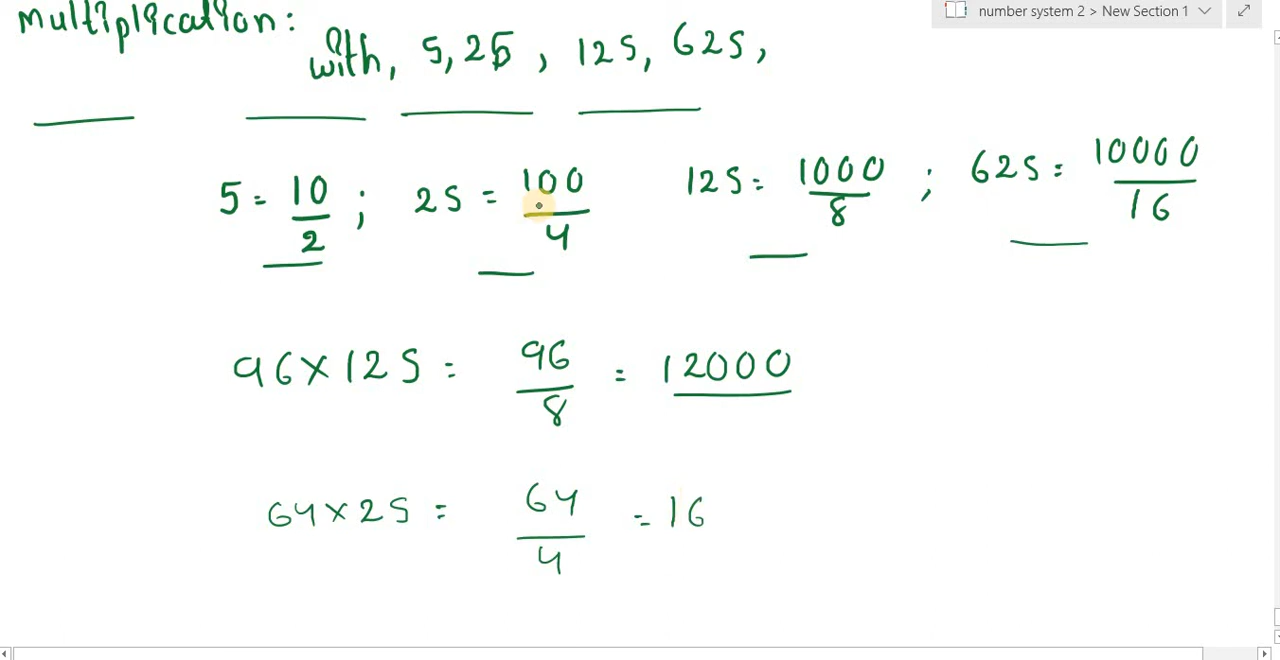 number system 2 > New Section 1
Multiplication:
with, 5, 25, 125, 625,
5 = 10/2 ; 25 = 100/4 125 = 1000/8 ; 625 = 10000/16
96 × 125 = 96/8 = 12000
64 × 25 = 64/4 = 16